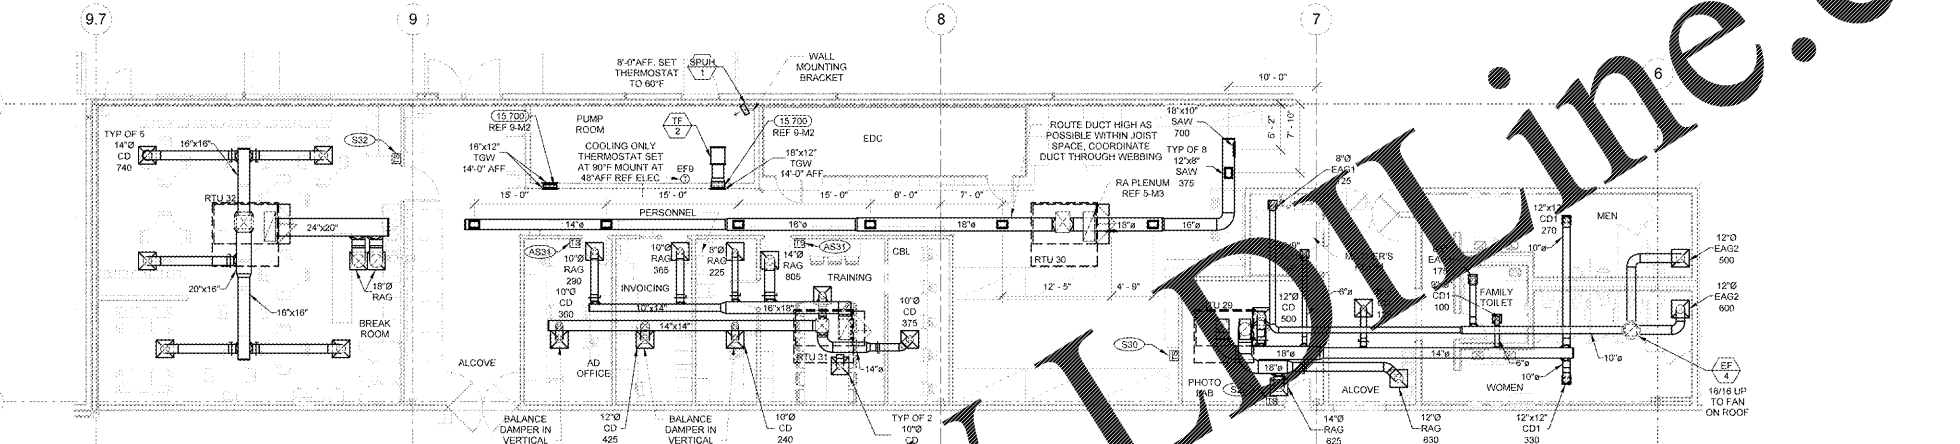 9.7
9
8
7
6
8'-0"AFF. SET
THERMOSTAT
TO 60°F
SPUH
1
WALL
MOUNTING
BRACKET
10' - 0"
5' - 2"
7' - 10"
TYP OF 5
14"Ø
CD
740
16"x16"
S32
15.700
REF 9-M2
PUMP
ROOM
TF
2
15.700
REF 9-M2
EDC
ROUTE DUCT HIGH AS
POSSIBLE WITHIN JOIST
SPACE, COORDINATE
DUCT THROUGH WEBBING
18"x10"
SAW
700
TYP OF 8
12"x8"
SAW
375
18"x12"
TGW
14'-0" AFF
COOLING ONLY
THERMOSTAT SET
AT 90°F MOUNT AT
48"AFF REF ELEC
EF9
18"x12"
TGW
14'-0" AFF
RA PLENUM
REF 5-M3
8"Ø
EAG1
15' - 0"
15' - 0"
15' - 0"
8' - 0"
7' - 0"
RTU 32
24"x20"
PERSONNEL
14"ø
16"ø
18"ø
18"ø
16"ø
RTU 30
12"x12"
CD1
270
MEN
10"ø
12"Ø
EAG2
500
AS31
TS
10"Ø
RAG
290
10"Ø
RAG
365
8"Ø
RAG
225
TS
AS31
14"Ø
RAG
805
CBL
TRAINING
INVOICING
20"x16"
16"x16"
18"Ø
RAG
BREAK
ROOM
10"Ø
CD
360
10"x14"
16"x18"
14"x14"
10"Ø
CD
375
12' - 5"
4' - 9"
RTU 29
12"Ø
CD
500
6"ø
CD1
100
FAMILY
TOILET
12"Ø
EAG2
600
ALCOVE
AD
OFFICE
RTU 31
14"ø
S30
18"ø
18"ø
14"ø
6"ø
10"ø
10"ø
PHOTO
ALCOVE
WOMEN
EF
4
16/16 UP
TO FAN
ON ROOF
BALANCE
DAMPER IN
VERTICAL
12"Ø
CD
425
BALANCE
DAMPER IN
VERTICAL
10"Ø
CD
240
TYP OF 2
10"Ø
CD
14"Ø
RAG
625
12"Ø
RAG
630
12"x12"
CD1
330
LDILine.